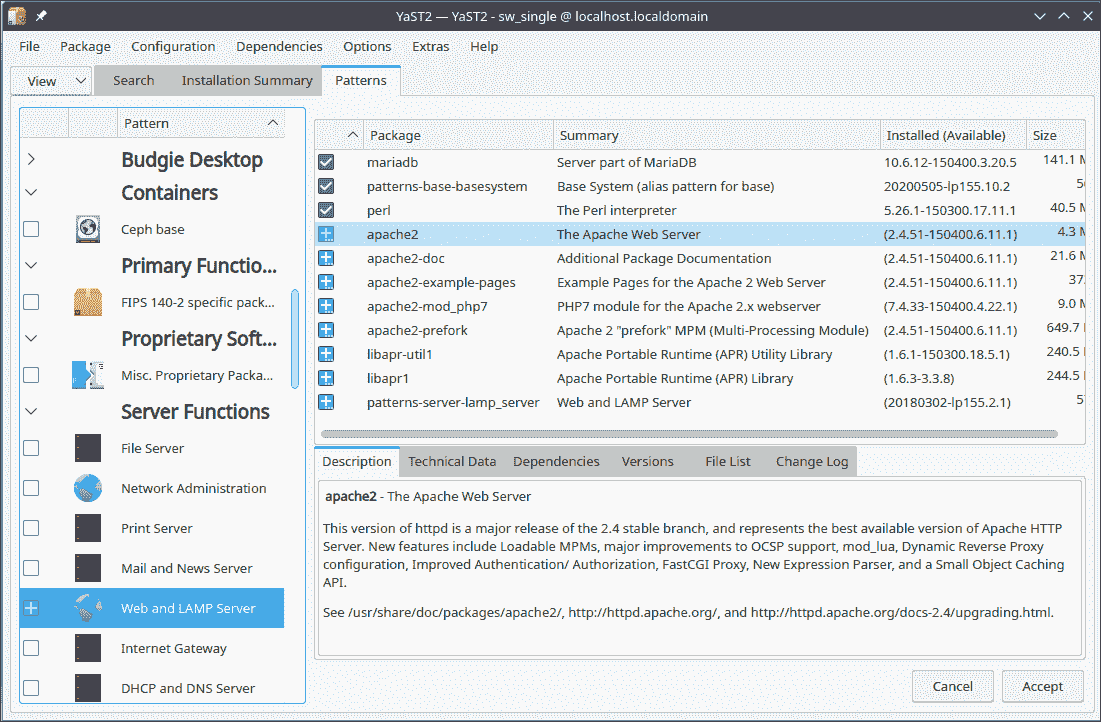 YaST2 — YaST2 - sw_single @ localhost.localdomain
File Package Configuration Dependencies Options Extras Help
View Search Installation Summary Patterns
Pattern
Budgie Desktop
Containers
Ceph base
Primary Functio...
FIPS 140-2 specific pack...
Proprietary Soft...
Misc. Proprietary Packa...
Server Functions
File Server
Network Administration
Print Server
Mail and News Server
Web and LAMP Server
Internet Gateway
DHCP and DNS Server
Package Summary Installed (Available) Size
mariadb Server part of MariaDB 10.6.12-150400.3.20.5 141.1 M
patterns-base-basesystem Base System (alias pattern for base) 20200505-lp155.10.2
perl The Perl interpreter 5.26.1-150300.17.11.1 40.5 M
apache2 The Apache Web Server (2.4.51-150400.6.11.1) 4.3 M
apache2-doc Additional Package Documentation (2.4.51-150400.6.11.1) 21.6 M
apache2-example-pages Example Pages for the Apache 2 Web Server (2.4.51-150400.6.11.1) 37.
apache2-mod_php7 PHP7 module for the Apache 2.x webserver (7.4.33-150400.4.22.1) 9.0 M
apache2-prefork Apache 2 "prefork" MPM (Multi-Processing Module) (2.4.51-150400.6.11.1) 649.7
libapr-util1 Apache Portable Runtime (APR) Utility Library (1.6.1-150300.18.5.1) 240.5
libapr1 Apache Portable Runtime (APR) Library (1.6.3-3.3.8) 244.5
patterns-server-lamp_server Web and LAMP Server (20180302-lp155.2.1)
Description Technical Data Dependencies Versions File List Change Log
apache2 - The Apache Web Server
This version of httpd is a major release of the 2.4 stable branch, and represents the best available version of Apache HTTP
Server. New features include Loadable MPMs, major improvements to OCSP support, mod_lua, Dynamic Reverse Proxy
configuration, Improved Authentication/ Authorization, FastCGI Proxy, New Expression Parser, and a Small Object Caching
API.
See /usr/share/doc/packages/apache2/, http://httpd.apache.org/, and http://httpd.apache.org/docs-2.4/upgrading.html.
Cancel Accept